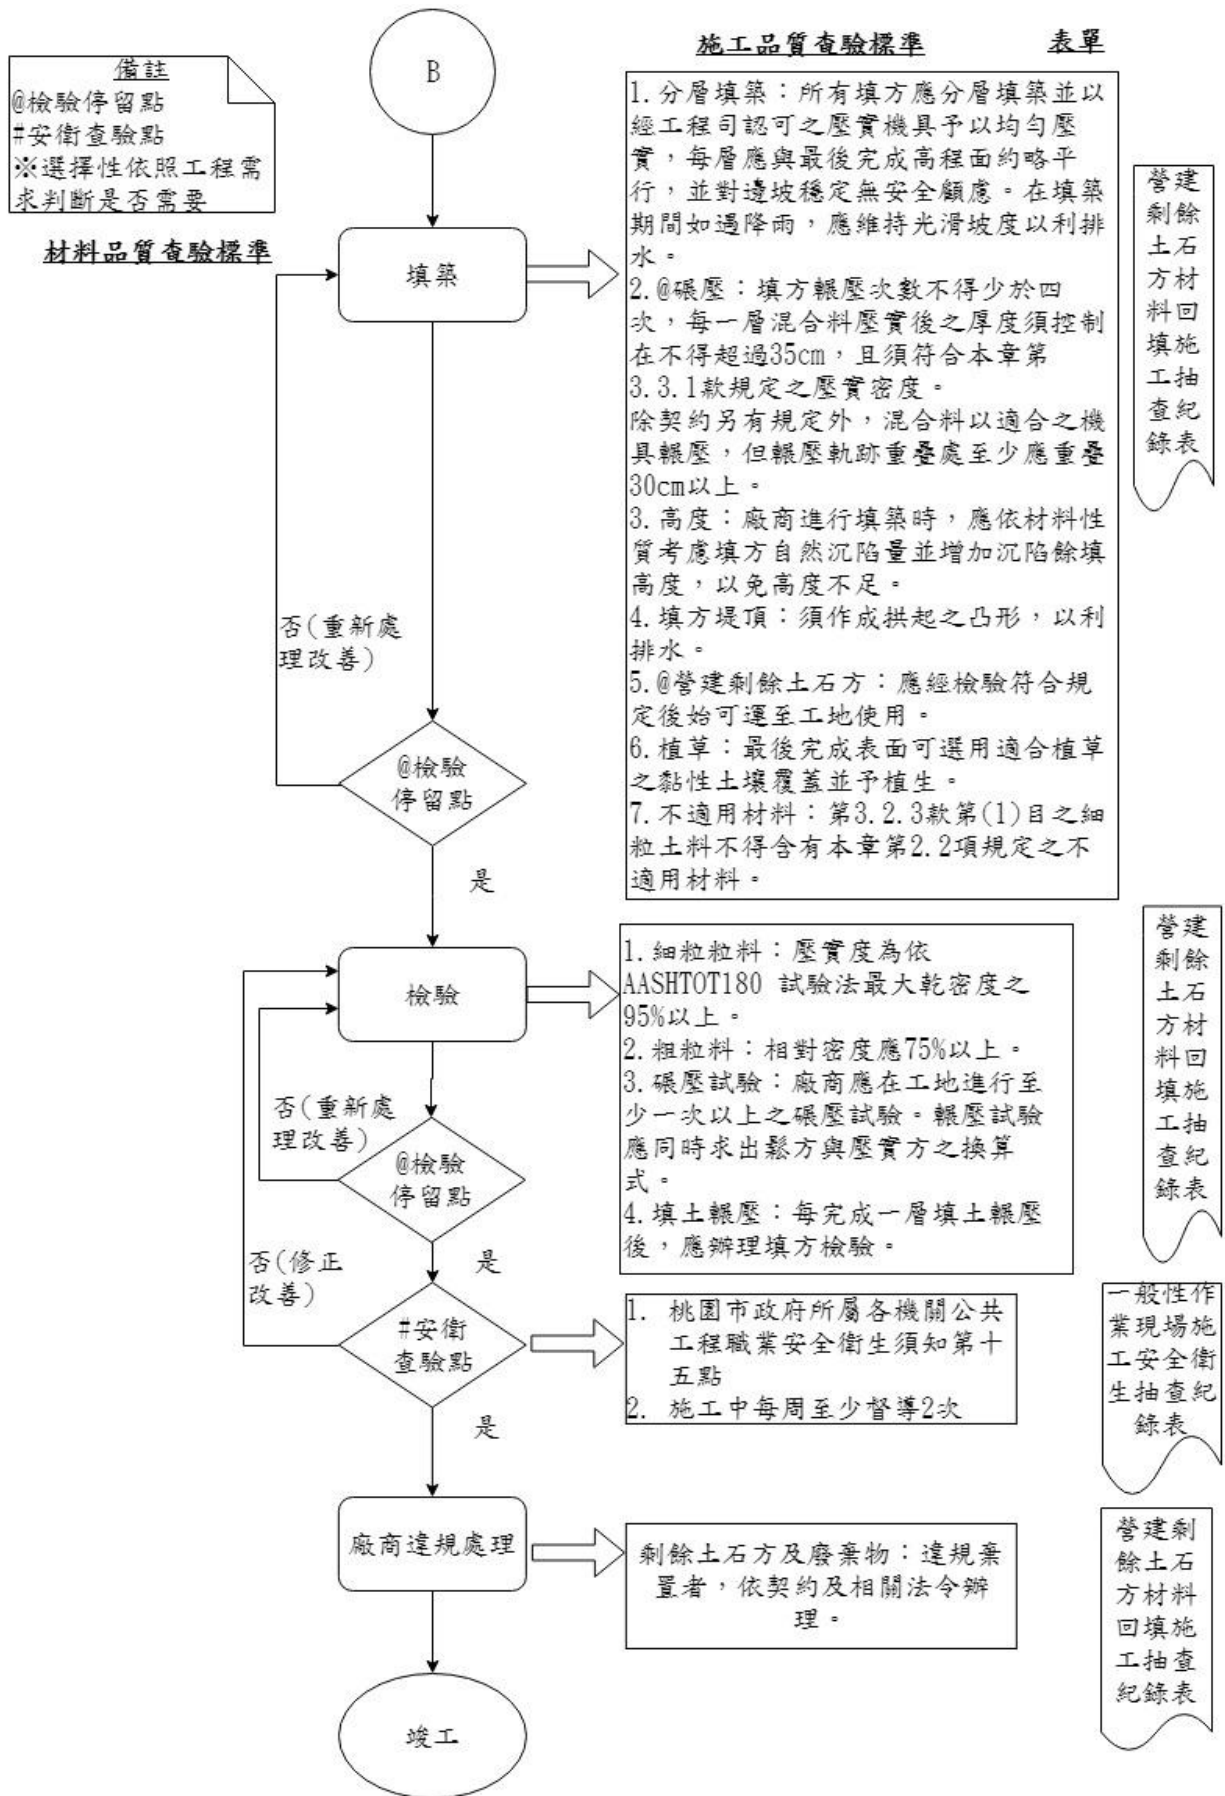 施工品質查驗標準
表單
備註
@檢驗停留點
#安衛查驗點
※選擇性依照工程需
求判斷是否需要
材料品質查驗標準
B
填築
1.分層填築：所有填方應分層填築並以
經工程司認可之壓實機具予以均勻壓
實，每層應與最後完成高程面約略平
行，並對邊坡穩定無安全顧慮。在填築
期間如遇降雨，應維持光滑坡度以利排
水。
2.@碾壓：填方輾壓次數不得少於四
次，每一層混合料壓實後之厚度須控制
在不得超過35cm，且須符合本章第
3.3.1款規定之壓實密度。
除契約另有規定外，混合料以適合之機
具輾壓，但輾壓軌跡重疊處至少應重疊
30cm以上。
3.高度：廠商進行填築時，應依材料性
質考慮填方自然沉陷量並增加沉陷餘填
高度，以免高度不足。
4.填方堤頂：須作成拱起之凸形，以利
排水。
5.@營建剩餘土石方：應經檢驗符合規
定後始可運至工地使用。
6.植草：最後完成表面可選用適合植草
之黏性土壤覆蓋並予植生。
7.不適用材料：第3.2.3款第(1)目之細
粒土料不得含有本章第2.2項規定之不
適用材料。
營建
剩餘
土石
方材
料回
填施
工抽
查紀
錄表
否(重新處
理改善)
@檢驗
停留點
是
檢驗
1.細粒粒料：壓實度為依
AASHTOT180 試驗法最大乾密度之
95%以上。
2.粗粒料：相對密度應75%以上。
3.碾壓試驗：廠商應在工地進行至
少一次以上之碾壓試驗。輾壓試驗
應同時求出鬆方與壓實方之換算
式。
4.填土輾壓：每完成一層填土輾壓
後，應辦理填方檢驗。
營建
剩餘
土石
方材
料回
填施
工抽
查紀
錄表
否(重新處
理改善)
@檢驗
停留點
是
否(修正
改善)
#安衛
查驗點
1. 桃園市政府所屬各機關公共
工程職業安全衛生須知第十
五點
2. 施工中每周至少督導2次
一般性作
業現場施
工安全衛
生抽查紀
錄表
是
廠商違規處理
剩餘土石方及廢棄物：違規棄
置者，依契約及相關法令辦
理。
營建剩
餘土石
方材料
回填施
工抽查
紀錄表
竣工